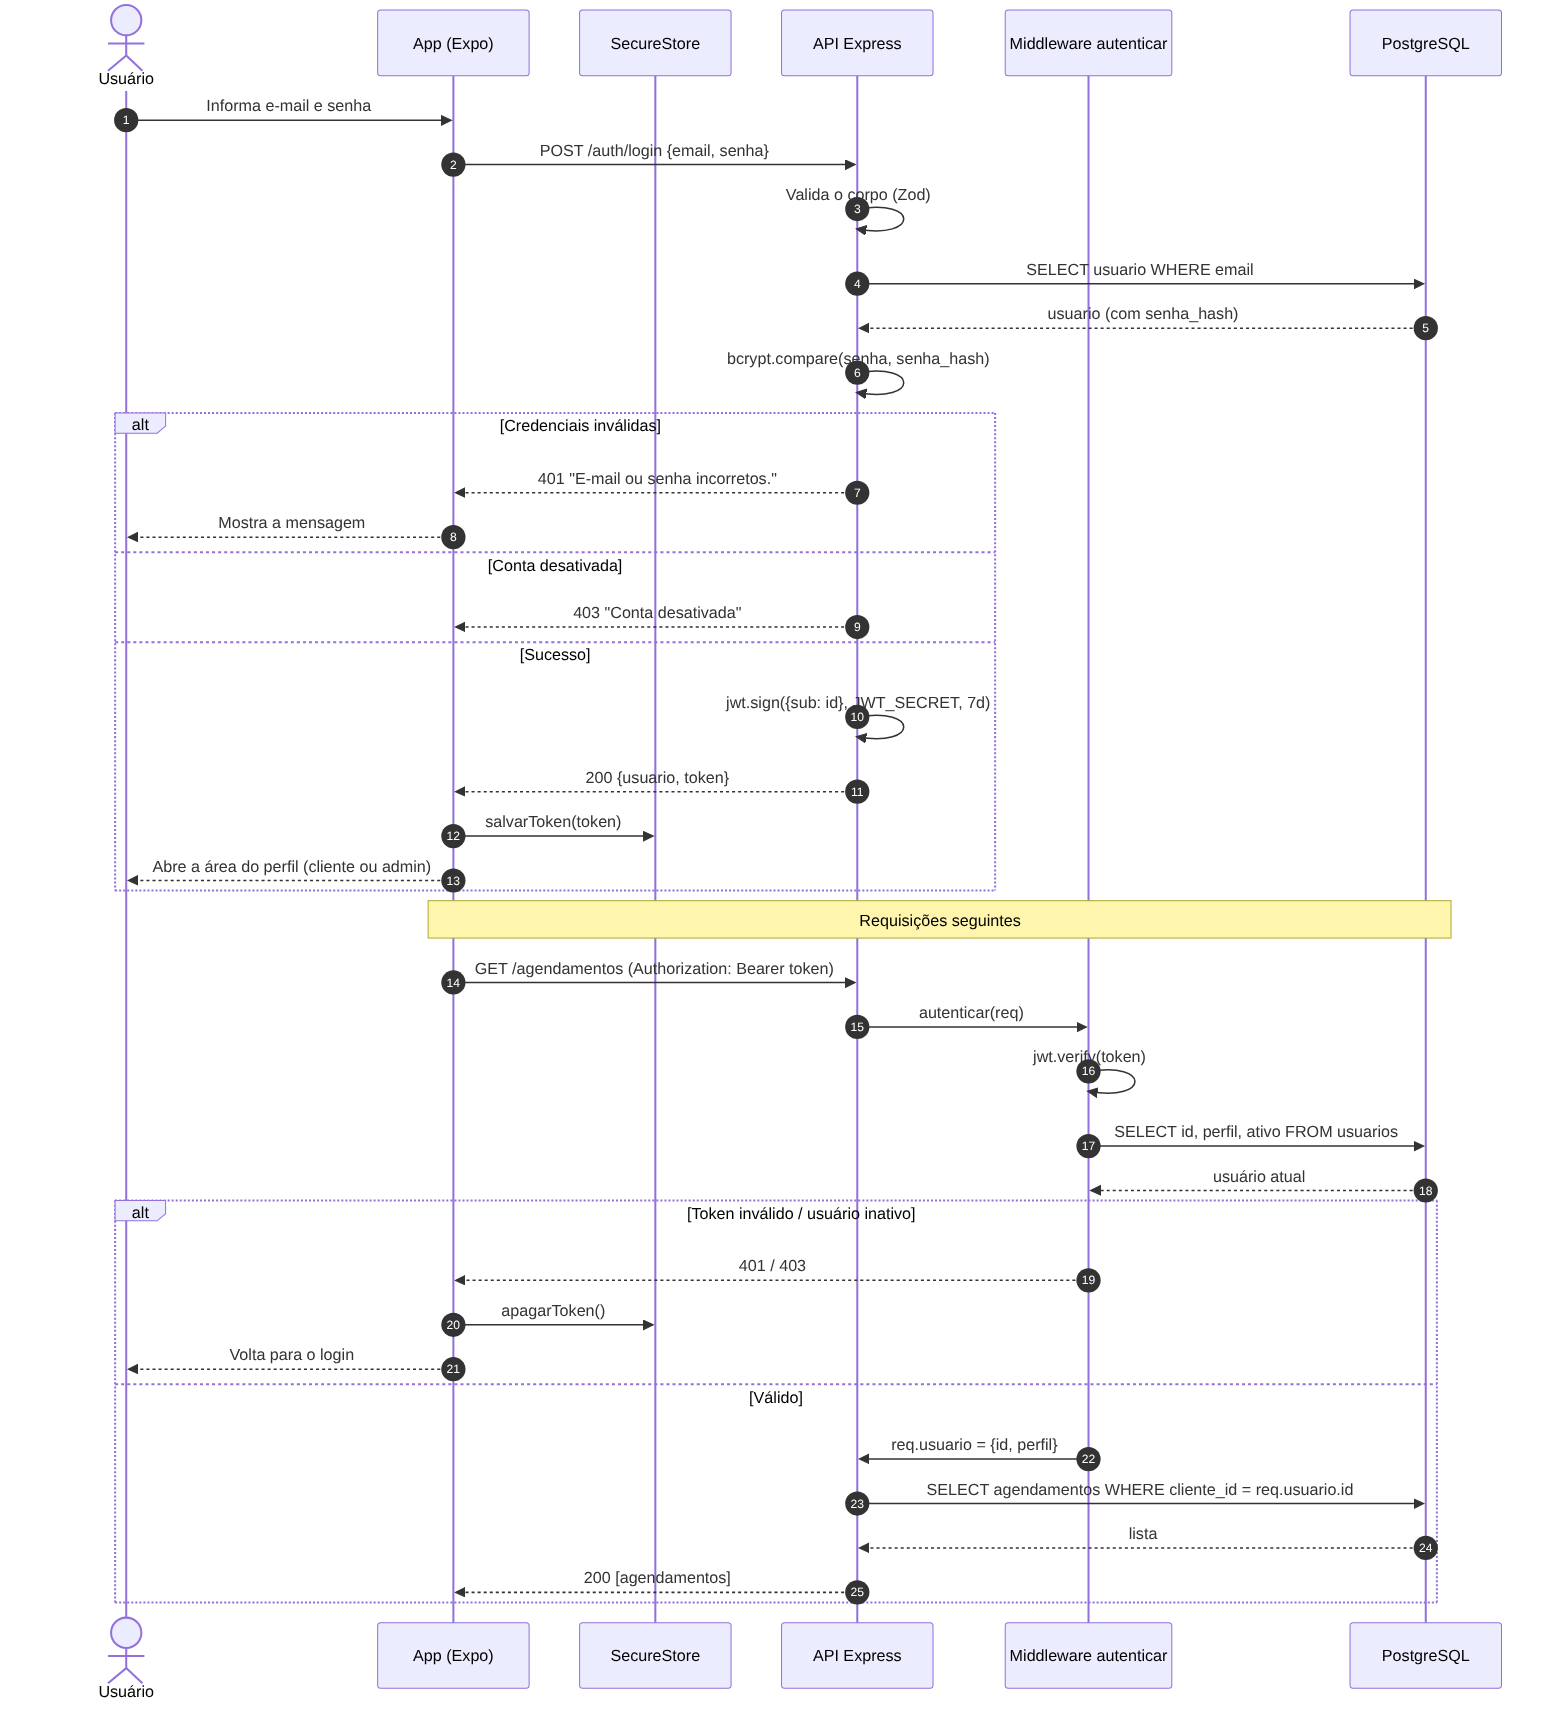 Usuário
App (Expo)
SecureStore
API Express
Middleware autenticar
PostgreSQL
1 Informa e-mail e senha
2 POST /auth/login {email, senha}
3 Valida o corpo (Zod)
4 SELECT usuario WHERE email
5 usuario (com senha_hash)
6 bcrypt.compare(senha, senha_hash)
alt [Credenciais inválidas]
7 401 "E-mail ou senha incorretos."
8 Mostra a mensagem
[Conta desativada]
9 403 "Conta desativada"
[Sucesso]
10 jwt.sign({sub: id}, JWT_SECRET, 7d)
11 200 {usuario, token}
12 salvarToken(token)
13 Abre a área do perfil (cliente ou admin)
Requisições seguintes
14 GET /agendamentos (Authorization: Bearer token)
15 autenticar(req)
16 jwt.verify(token)
17 SELECT id, perfil, ativo FROM usuarios
18 usuário atual
alt [Token inválido / usuário inativo]
19 401 / 403
20 apagarToken()
21 Volta para o login
[Válido]
22 req.usuario = {id, perfil}
23 SELECT agendamentos WHERE cliente_id = req.usuario.id
24 lista
25 200 [agendamentos]
Usuário
App (Expo)
SecureStore
API Express
Middleware autenticar
PostgreSQL